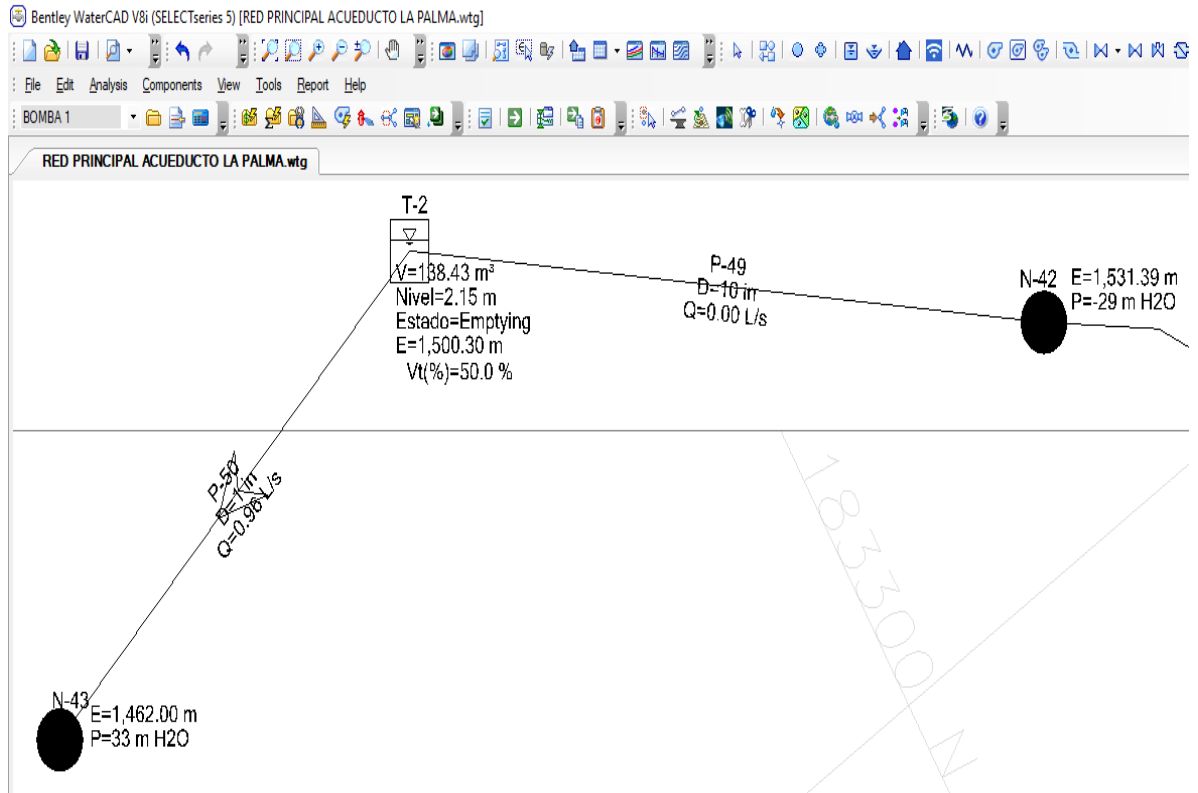 Bentley WaterCAD V8i (SELECTseries 5) [RED PRINCIPAL ACUEDUCTO LA PALMA.wtg]
File Edit Analysis Components View Tools Report Help
BOMBA 1
RED PRINCIPAL ACUEDUCTO LA PALMA.wtg
T-2
V=138.43 m³
Nivel=2.15 m
Estado=Emptying
E=1,500.30 m
Vt(%)=50.0 %
P-49
D=10 in
Q=0.00 L/s
N-42
E=1,531.39 m
P=-29 m H2O
P-50
D=1 in
Q=0.96 L/s
18300 N
N-43
E=1,462.00 m
P=33 m H2O